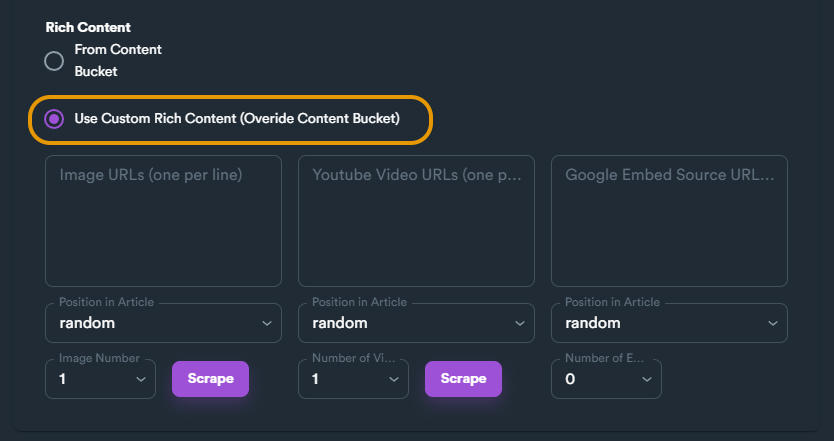 Rich Content
From Content
Bucket
Use Custom Rich Content (Overide Content Bucket)
Image URLs (one per line)
Youtube Video URLs (one p...
Google Embed Source URL...
Position in Article
random
Position in Article
random
Position in Article
random
Image Number
1
Scrape
Number of Vi...
1
Scrape
Number of E...
0